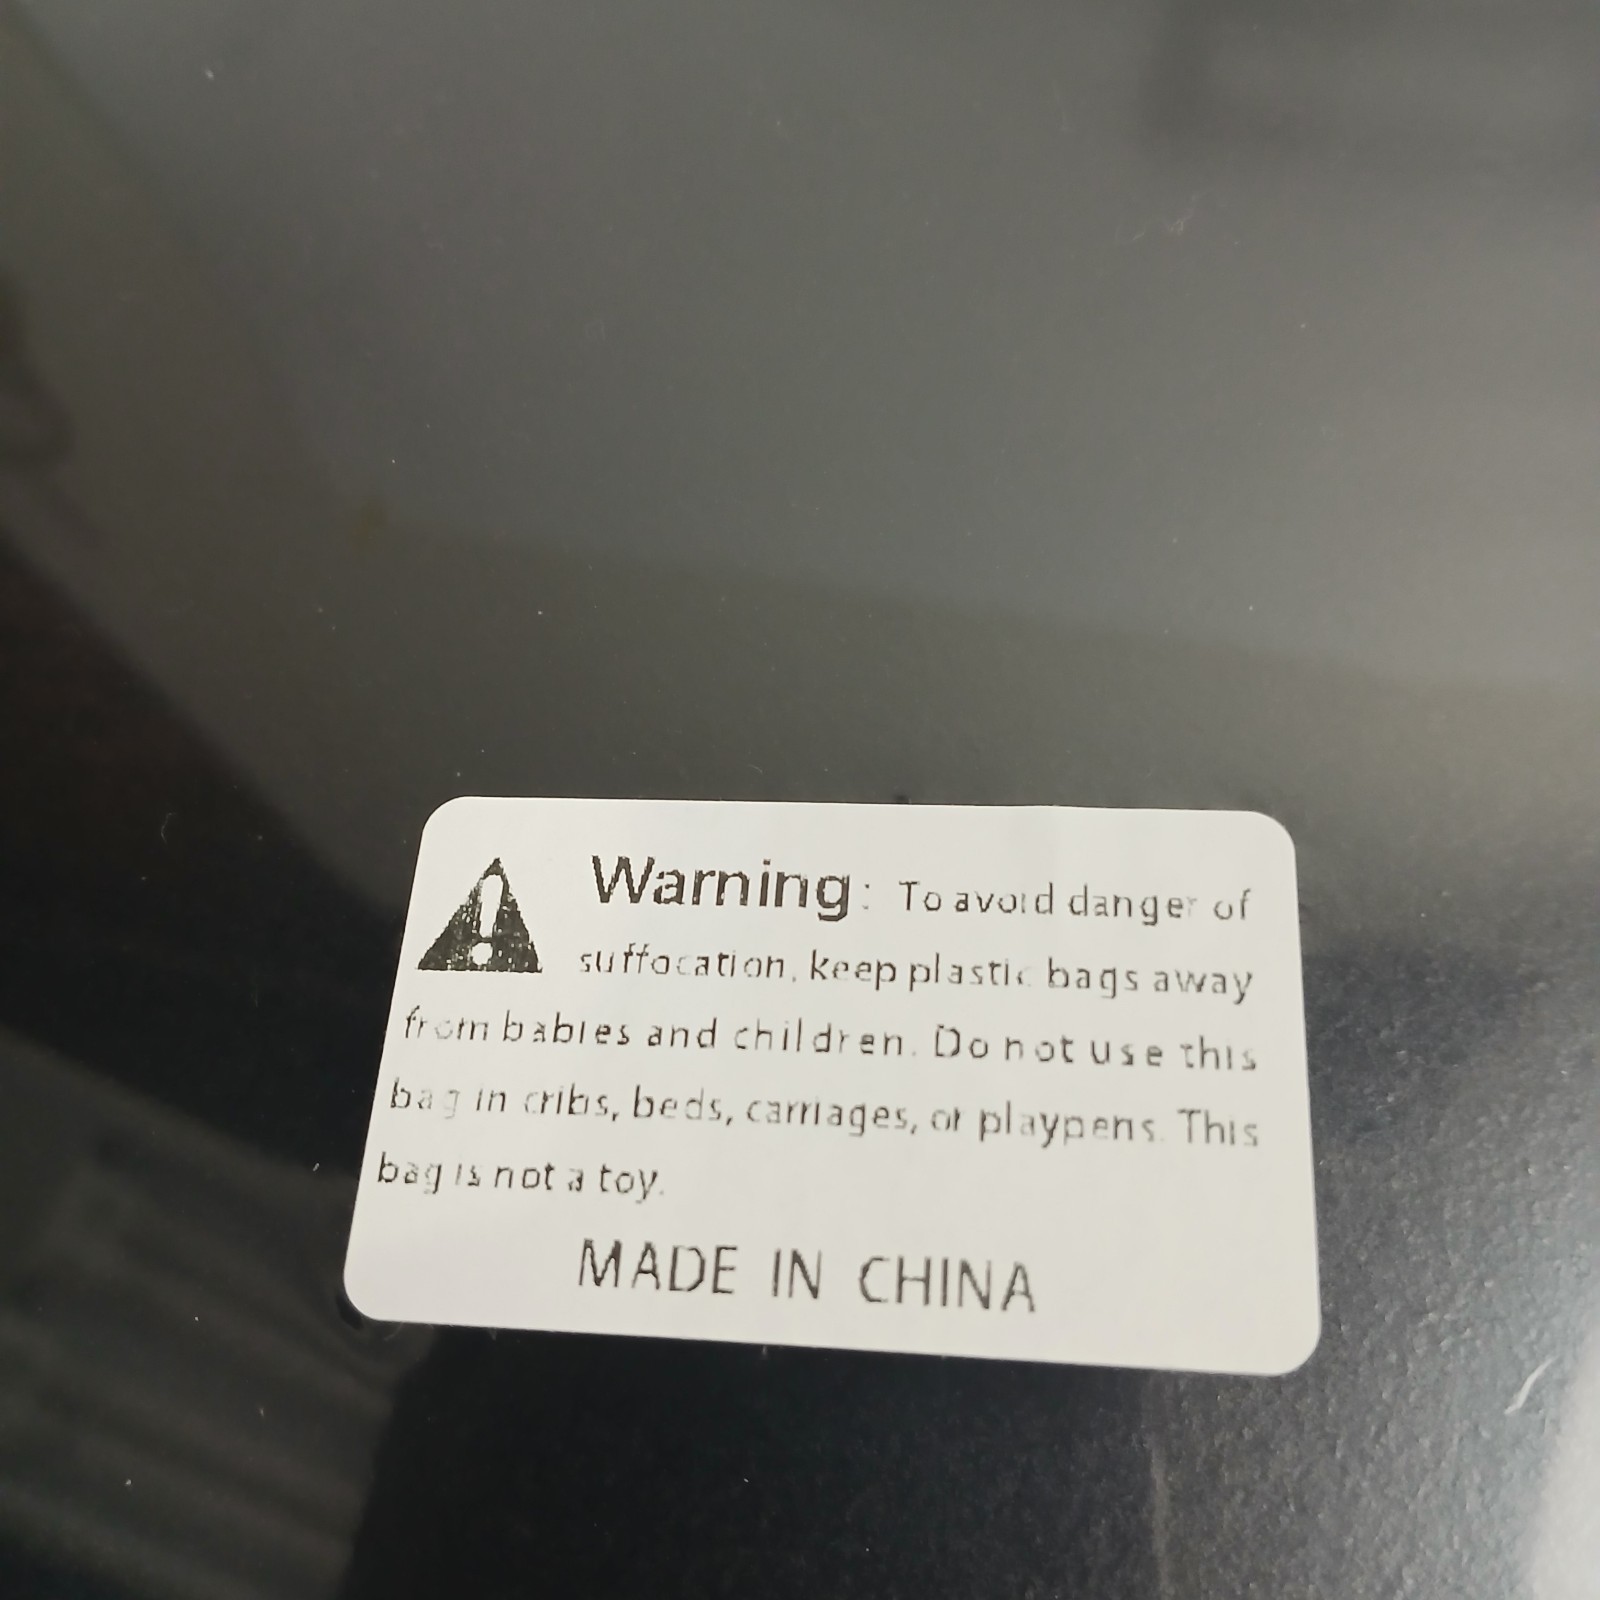 Warning: To avoid danger of
suffocation, keep plastic bags away
from babies and children. Do not use this
bag in cribs, beds, carriages, or playpens. This
bag is not a toy.
MADE IN CHINA